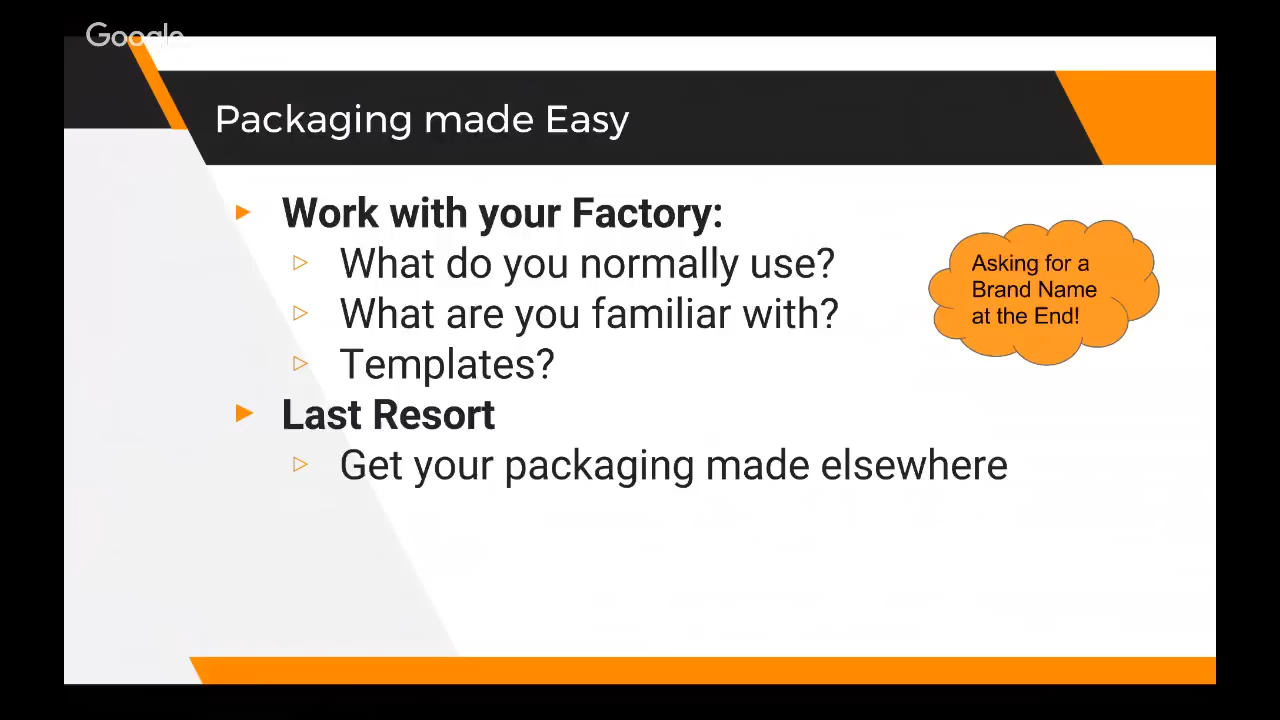 Google
Packaging made Easy
Work with your Factory:
What do you normally use?
What are you familiar with?
Templates?
Last Resort
Get your packaging made elsewhere
Asking for a
Brand Name
at the End!